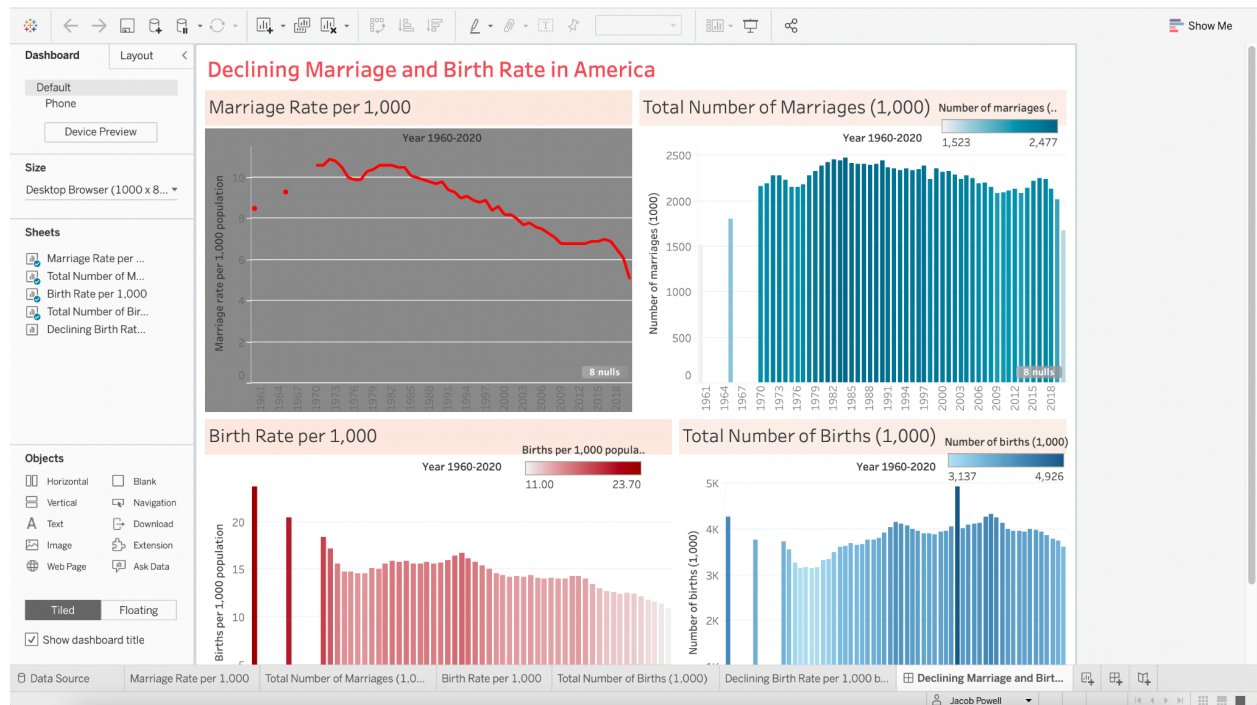 Show Me
Dashboard
Layout
Default
Phone
Device Preview
Size
Desktop Browser (1000 x 8...
Sheets
Marriage Rate per ...
Total Number of M...
Birth Rate per 1,000
Total Number of Bir...
Declining Birth Rat...
Objects
Horizontal Blank
Vertical Navigation
Text Download
Image Extension
Web Page Ask Data
Tiled Floating
Show dashboard title
Declining Marriage and Birth Rate in America
Marriage Rate per 1,000
Year 1960-2020
Marriage rate per 1,000 population
10
8
6
4
2
0
8 nulls
1961 1964 1967 1970 1973 1976 1979 1982 1985 1988 1991 1994 1997 2000 2003 2006 2009 2012 2015 2018
Total Number of Marriages (1,000)
Number of marriages (..
1,523 2,477
Year 1960-2020
Number of marriages (1000)
2500
2000
1500
1000
500
0
8 nulls
1961 1964 1967 1970 1973 1976 1979 1982 1985 1988 1991 1994 1997 2000 2003 2006 2009 2012 2015 2018
Birth Rate per 1,000
Births per 1,000 popula..
Year 1960-2020
11.00 23.70
Births per 1,000 population
20
15
10
5
Total Number of Births (1,000)
Number of births (1,000)
Year 1960-2020
3,137 4,926
Number of births (1,000)
5K
4K
3K
2K
1K
Data Source
Marriage Rate per 1,000
Total Number of Marriages (1,0...
Birth Rate per 1,000
Total Number of Births (1,000)
Declining Birth Rate per 1,000 b...
Declining Marriage and Birt...
Jacob Powell